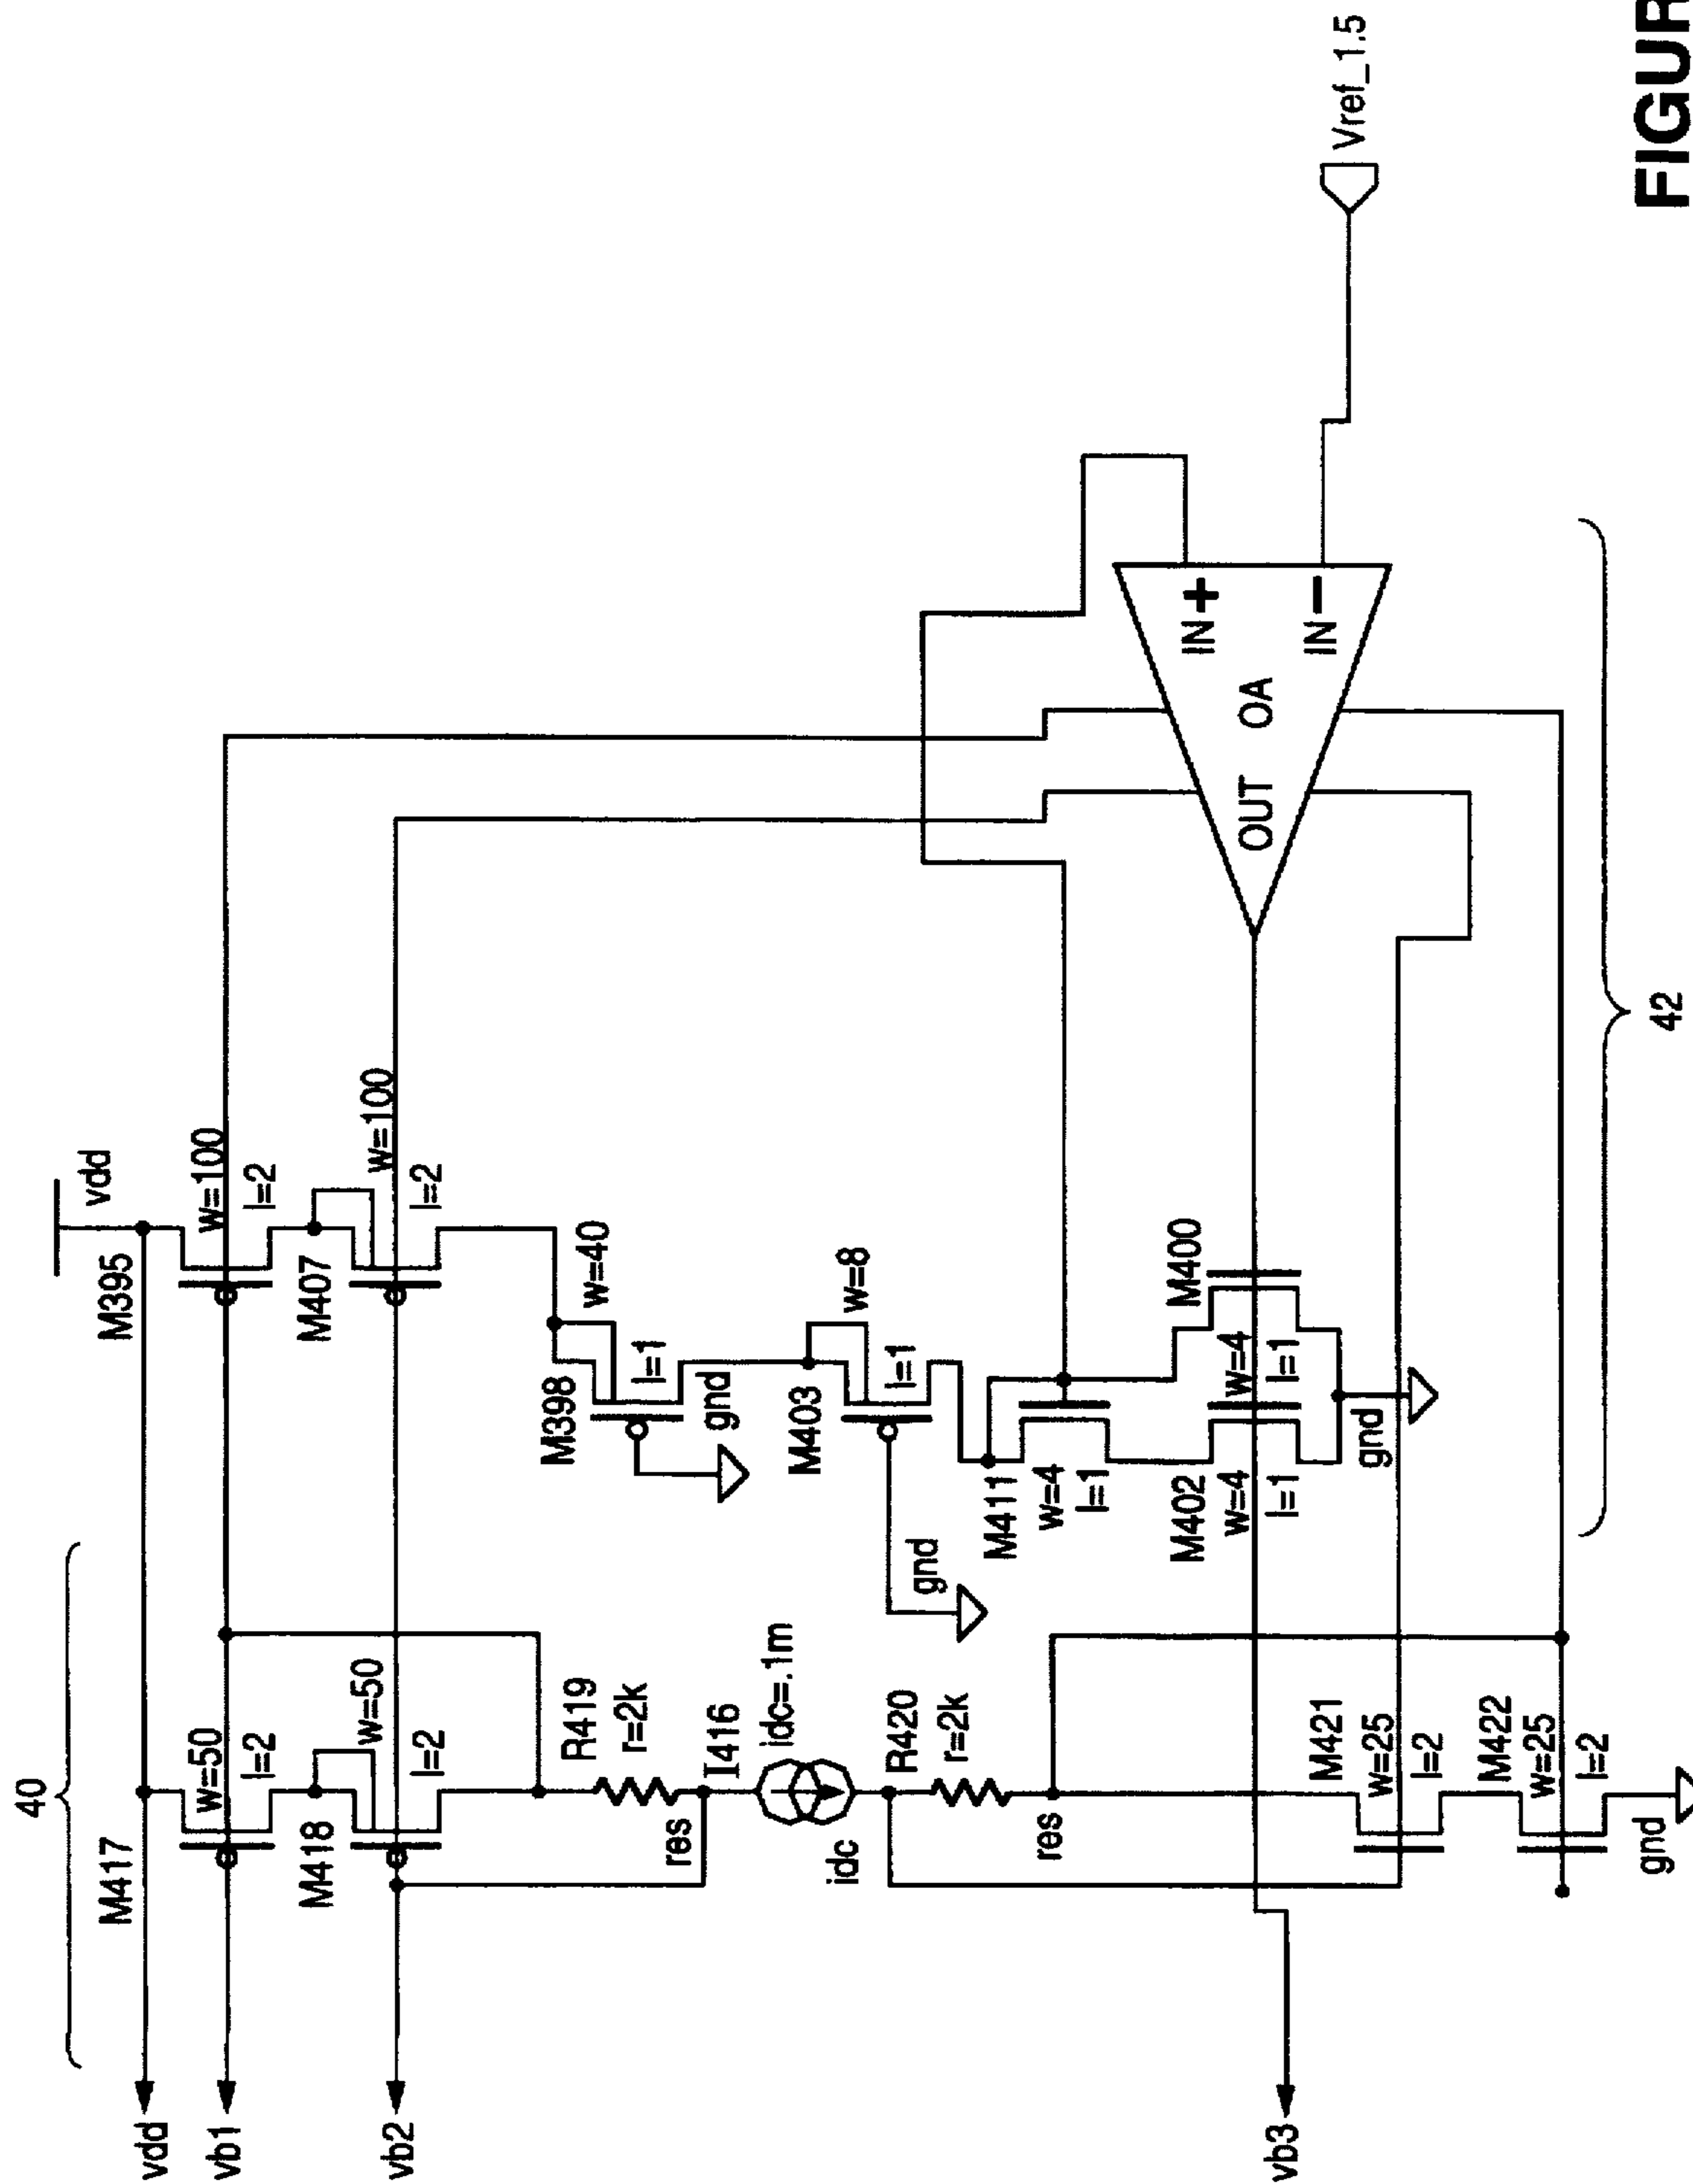 40
42
vdd
vb1
vb2
vb3
M417
w=50
l=2
M418
w=50
l=2
R419
r=2k
res
I416
idc=.1m
idc
R420
r=2k
res
M421
w=25
l=2
M422
w=25
l=2
gnd
vdd
M395
w=100
l=2
M407
w=100
l=2
M398
w=40
l=1
gnd
M403
w=8
l=1
gnd
M411
w=4
l=1
M402
w=4
l=1
M400
w=4
l=1
gnd
OUT OA
IN +
IN −
Vref_1.5